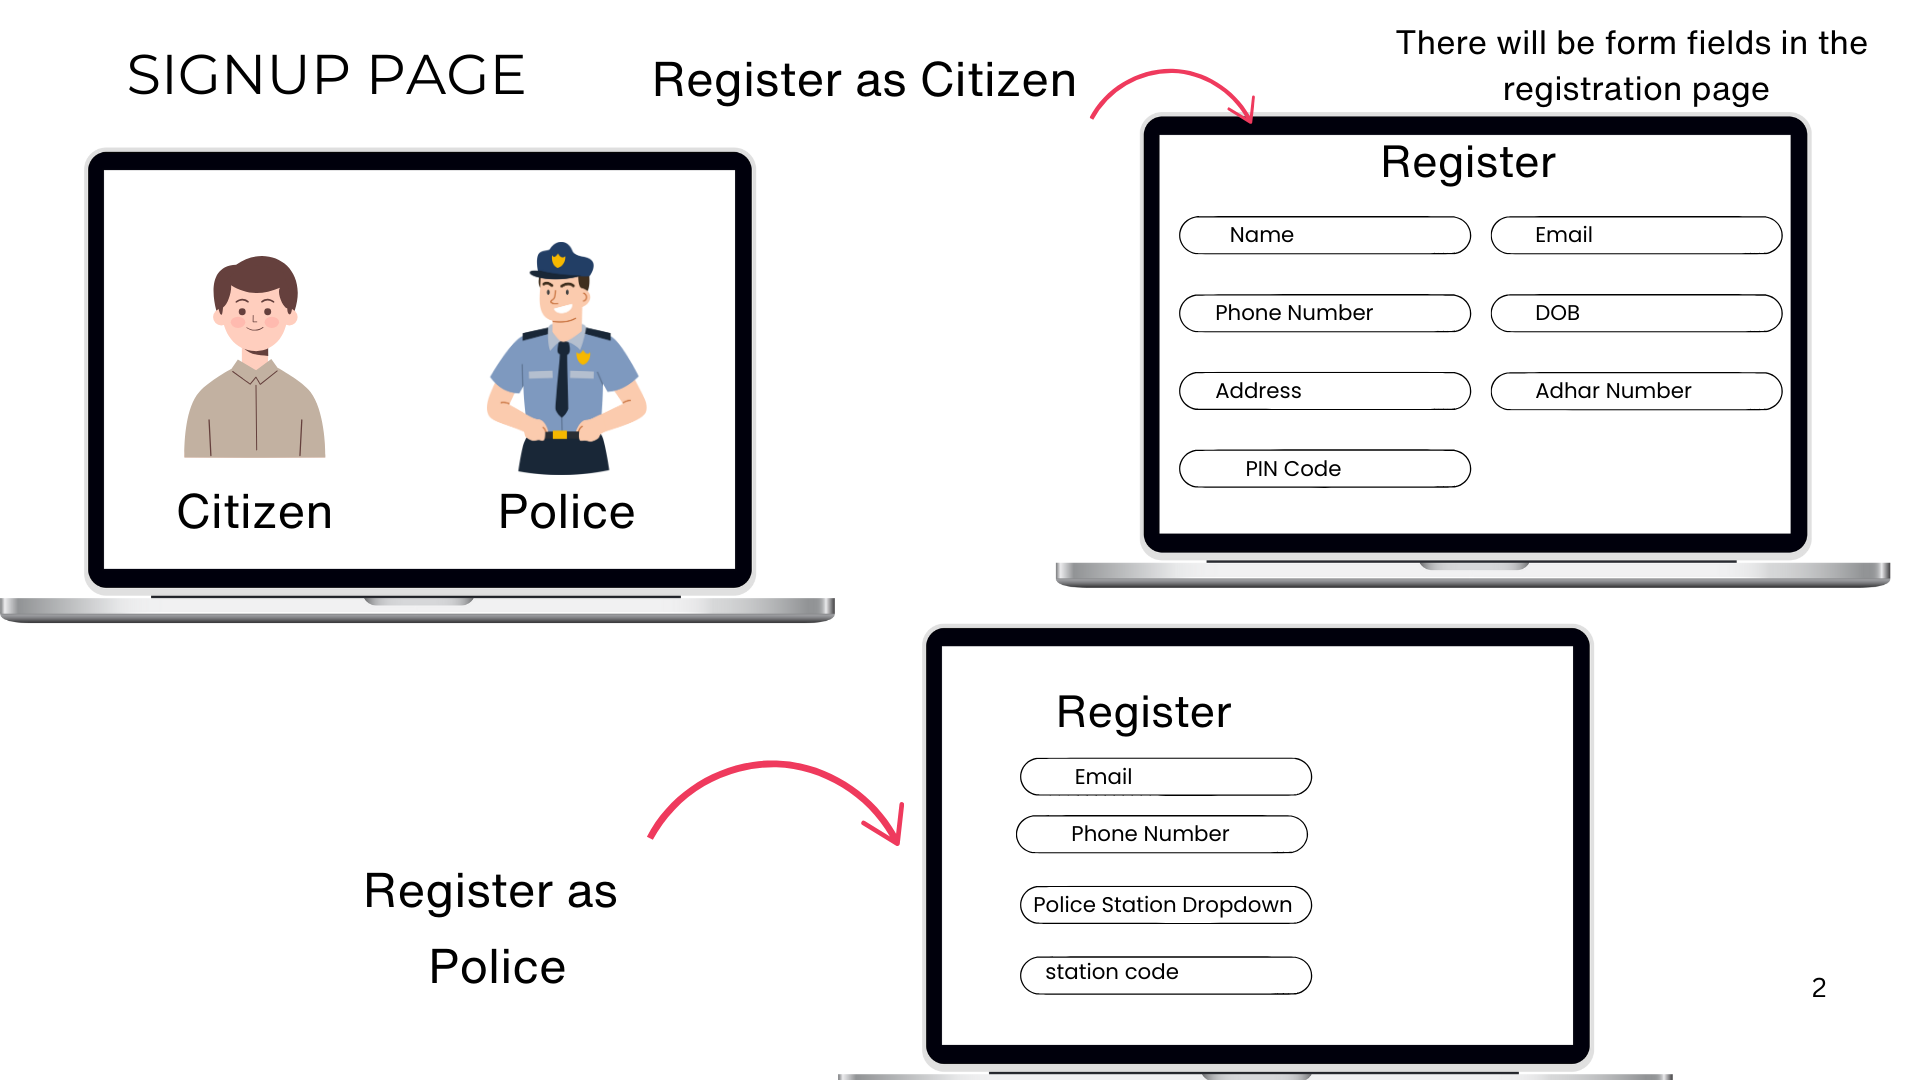 SIGNUP PAGE
Register as Citizen
There will be form fields in the
registration page
Citizen
Police
Register
Name
Email
Phone Number
DOB
Address
Adhar Number
PIN Code
Register as
Police
Register
Email
Phone Number
Police Station Dropdown
station code
2